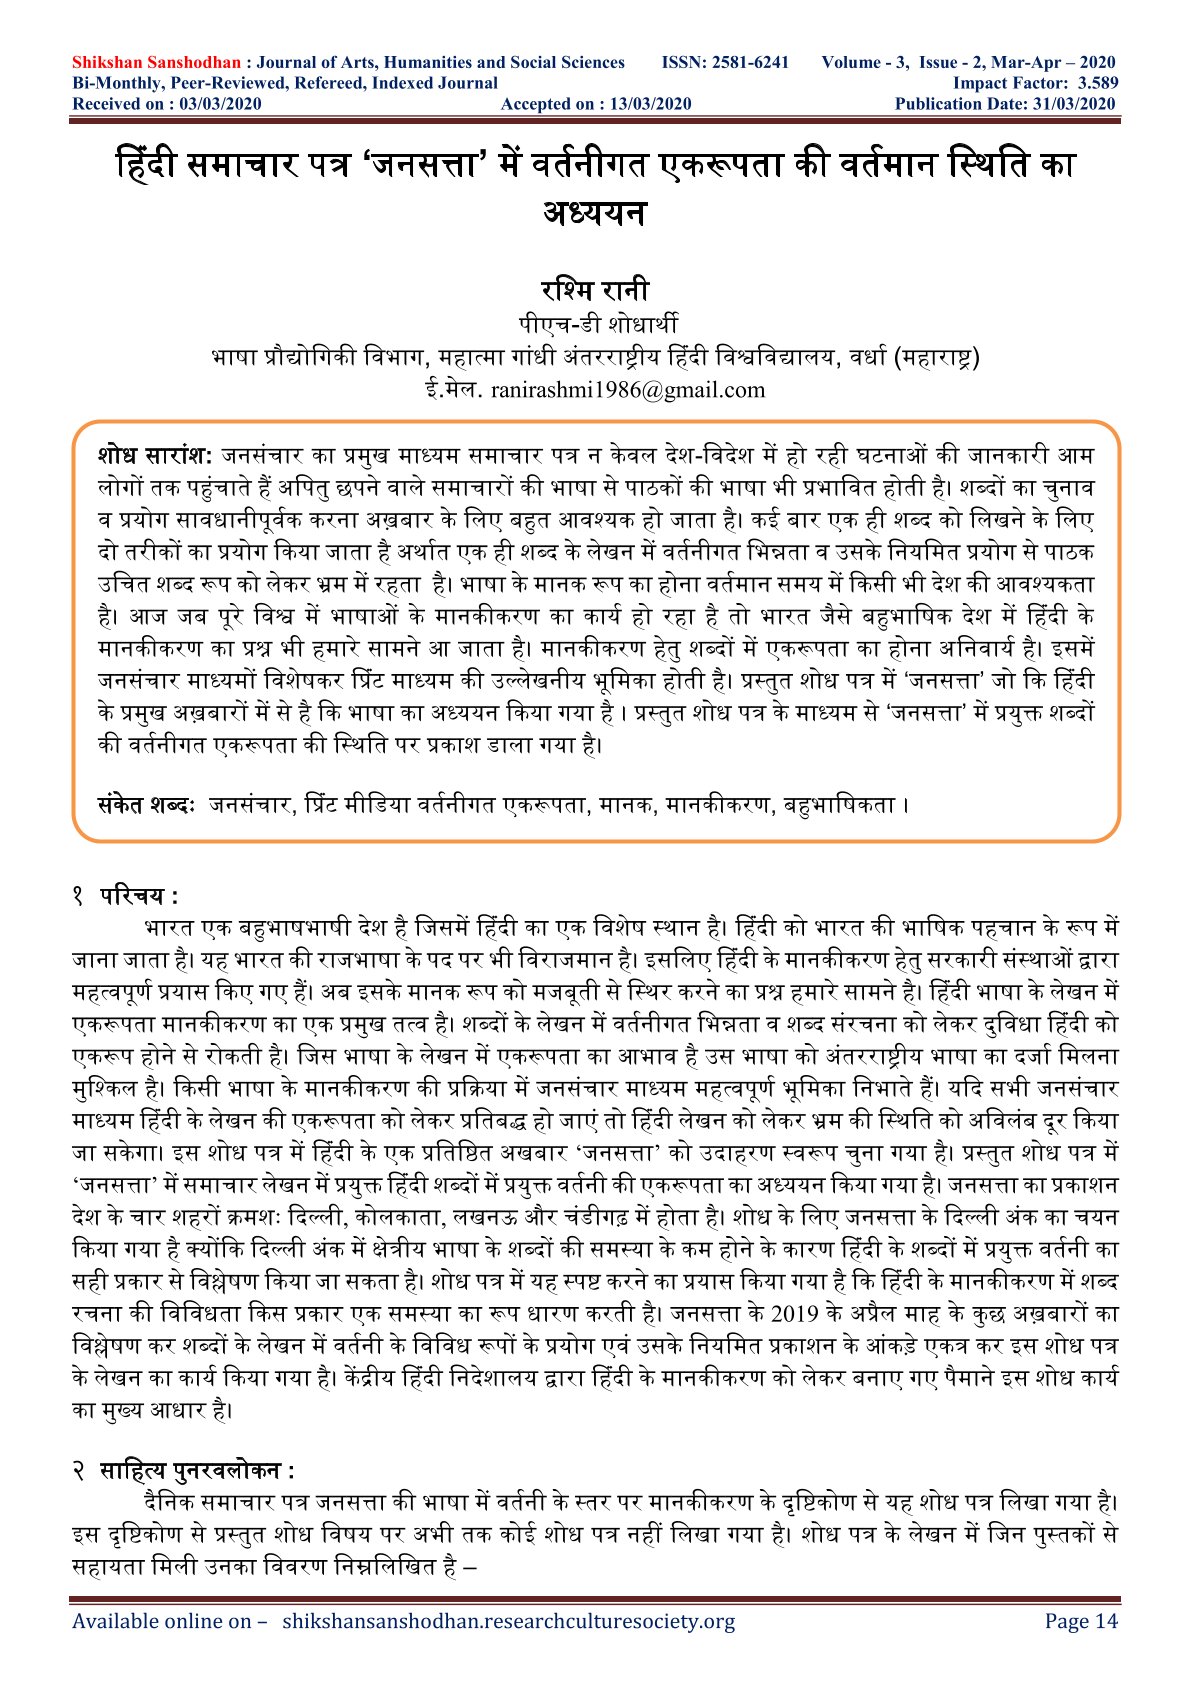 Shikshan Sanshodhan : Journal of Arts, Humanities and Social Sciences ISSN: 2581-6241 Volume - 3, Issue - 2, Mar-Apr – 2020
Bi-Monthly, Peer-Reviewed, Refereed, Indexed Journal Impact Factor: 3.589
Received on : 03/03/2020 Accepted on : 13/03/2020 Publication Date: 31/03/2020
हिंदी समाचार पत्र ‘जनसत्ता’ में वर्तनीगत एकरूपता की वर्तमान स्थिति का
अध्ययन
रश्मि रानी
पीएच-डी शोधार्थी
भाषा प्रौद्योगिकी विभाग, महात्मा गांधी अंतरराष्ट्रीय हिंदी विश्वविद्यालय, वर्धा (महाराष्ट्र)
ई.मेल. ranirashmi1986@gmail.com
शोध सारांश: जनसंचार का प्रमुख माध्यम समाचार पत्र न केवल देश-विदेश में हो रही घटनाओं की जानकारी आम
लोगों तक पहुंचाते हैं अपितु छपने वाले समाचारों की भाषा से पाठकों की भाषा भी प्रभावित होती है। शब्दों का चुनाव
व प्रयोग सावधानीपूर्वक करना अख़बार के लिए बहुत आवश्यक हो जाता है। कई बार एक ही शब्द को लिखने के लिए
दो तरीकों का प्रयोग किया जाता है अर्थात एक ही शब्द के लेखन में वर्तनीगत भिन्नता व उसके नियमित प्रयोग से पाठक
उचित शब्द रूप को लेकर भ्रम में रहता है। भाषा के मानक रूप का होना वर्तमान समय में किसी भी देश की आवश्यकता
है। आज जब पूरे विश्व में भाषाओं के मानकीकरण का कार्य हो रहा है तो भारत जैसे बहुभाषिक देश में हिंदी के
मानकीकरण का प्रश्न भी हमारे सामने आ जाता है। मानकीकरण हेतु शब्दों में एकरूपता का होना अनिवार्य है। इसमें
जनसंचार माध्यमों विशेषकर प्रिंट माध्यम की उल्लेखनीय भूमिका होती है। प्रस्तुत शोध पत्र में ‘जनसत्ता’ जो कि हिंदी
के प्रमुख अख़बारों में से है कि भाषा का अध्ययन किया गया है । प्रस्तुत शोध पत्र के माध्यम से ‘जनसत्ता’ में प्रयुक्त शब्दों
की वर्तनीगत एकरूपता की स्थिति पर प्रकाश डाला गया है।
संकेत शब्दः जनसंचार, प्रिंट मीडिया वर्तनीगत एकरूपता, मानक, मानकीकरण, बहुभाषिकता ।
१ परिचय :
भारत एक बहुभाषभाषी देश है जिसमें हिंदी का एक विशेष स्थान है। हिंदी को भारत की भाषिक पहचान के रूप में
जाना जाता है। यह भारत की राजभाषा के पद पर भी विराजमान है। इसलिए हिंदी के मानकीकरण हेतु सरकारी संस्थाओं द्वारा
महत्वपूर्ण प्रयास किए गए हैं। अब इसके मानक रूप को मजबूती से स्थिर करने का प्रश्न हमारे सामने है। हिंदी भाषा के लेखन में
एकरूपता मानकीकरण का एक प्रमुख तत्व है। शब्दों के लेखन में वर्तनीगत भिन्नता व शब्द संरचना को लेकर दुविधा हिंदी को
एकरूप होने से रोकती है। जिस भाषा के लेखन में एकरूपता का आभाव है उस भाषा को अंतरराष्ट्रीय भाषा का दर्जा मिलना
मुश्किल है। किसी भाषा के मानकीकरण की प्रक्रिया में जनसंचार माध्यम महत्वपूर्ण भूमिका निभाते हैं। यदि सभी जनसंचार
माध्यम हिंदी के लेखन की एकरूपता को लेकर प्रतिबद्ध हो जाएं तो हिंदी लेखन को लेकर भ्रम की स्थिति को अविलंब दूर किया
जा सकेगा। इस शोध पत्र में हिंदी के एक प्रतिष्ठित अखबार ‘जनसत्ता’ को उदाहरण स्वरूप चुना गया है। प्रस्तुत शोध पत्र में
‘जनसत्ता’ में समाचार लेखन में प्रयुक्त हिंदी शब्दों में प्रयुक्त वर्तनी की एकरूपता का अध्ययन किया गया है। जनसत्ता का प्रकाशन
देश के चार शहरों क्रमशः दिल्ली, कोलकाता, लखनऊ और चंडीगढ़ में होता है। शोध के लिए जनसत्ता के दिल्ली अंक का चयन
किया गया है क्योंकि दिल्ली अंक में क्षेत्रीय भाषा के शब्दों की समस्या के कम होने के कारण हिंदी के शब्दों में प्रयुक्त वर्तनी का
सही प्रकार से विश्लेषण किया जा सकता है। शोध पत्र में यह स्पष्ट करने का प्रयास किया गया है कि हिंदी के मानकीकरण में शब्द
रचना की विविधता किस प्रकार एक समस्या का रूप धारण करती है। जनसत्ता के 2019 के अप्रैल माह के कुछ अख़बारों का
विश्लेषण कर शब्दों के लेखन में वर्तनी के विविध रूपों के प्रयोग एवं उसके नियमित प्रकाशन के आंकड़े एकत्र कर इस शोध पत्र
के लेखन का कार्य किया गया है। केंद्रीय हिंदी निदेशालय द्वारा हिंदी के मानकीकरण को लेकर बनाए गए पैमाने इस शोध कार्य
का मुख्य आधार है।
२ साहित्य पुनरवलोकन :
दैनिक समाचार पत्र जनसत्ता की भाषा में वर्तनी के स्तर पर मानकीकरण के दृष्टिकोण से यह शोध पत्र लिखा गया है।
इस दृष्टिकोण से प्रस्तुत शोध विषय पर अभी तक कोई शोध पत्र नहीं लिखा गया है। शोध पत्र के लेखन में जिन पुस्तकों से
सहायता मिली उनका विवरण निम्नलिखित है –
Available online on – shikshansanshodhan.researchculturesociety.org Page 14